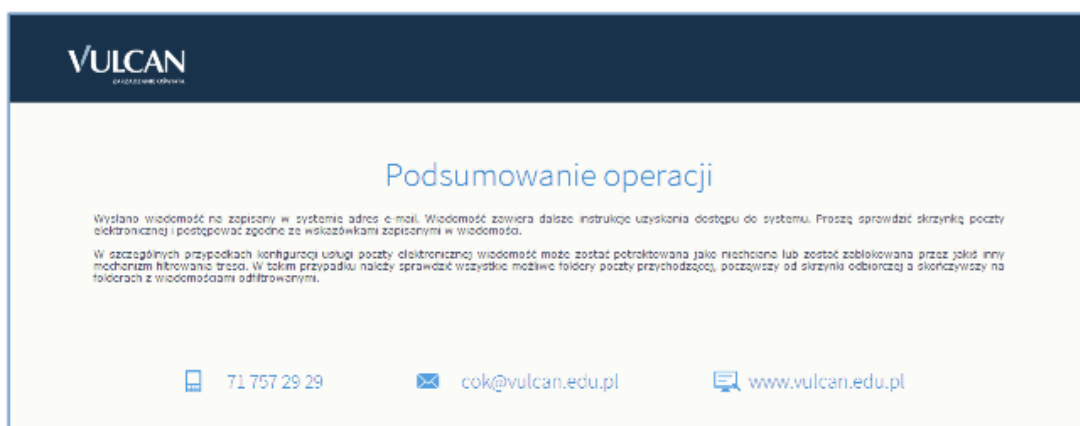 VULCAN
ZARZĄDZANIE OŚWIATĄ
Podsumowanie operacji
Wysłano wiadomość na zapisany w systemie adres e-mail. Wiadomość zawiera dalsze instrukcje uzyskania dostępu do systemu. Proszę sprawdzić skrzynkę poczty
elektronicznej i postępować zgodne ze wskazówkami zapisanymi w wiadomości.
W szczególnych przypadkach konfiguracji usługi poczty elektronicznej wiadomość może zostać potraktowana jako niechciana lub zostać zablokowana przez jakiś inny
mechanizm filtrowania treści. W takim przypadku należy sprawdzić wszystkie możliwe foldery poczty przychodzącej, począwszy od skrzynki odbiorczej a skończywszy na
folderach z wiadomościami odfiltrowanymi.
71 757 29 29
cok@vulcan.edu.pl
www.vulcan.edu.pl